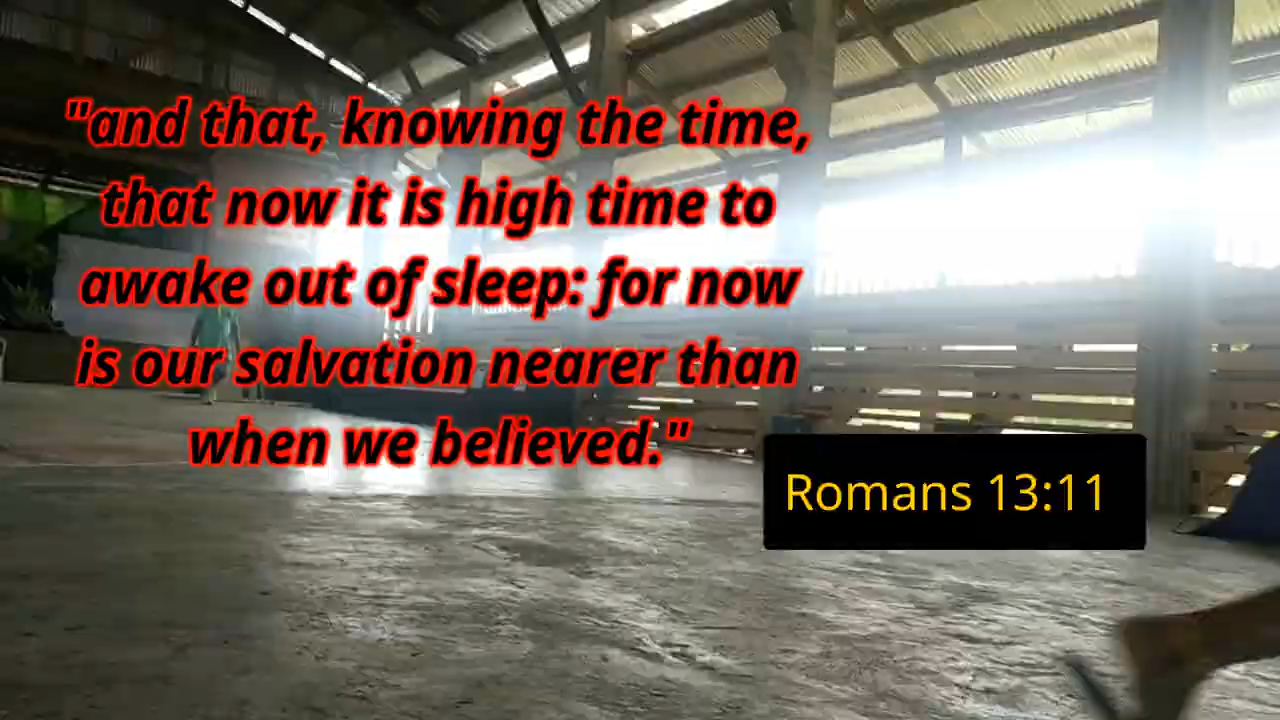 "and that, knowing the time,
that now it is high time to
awake out of sleep: for now
is our salvation nearer than
when we believed."
Romans 13:11